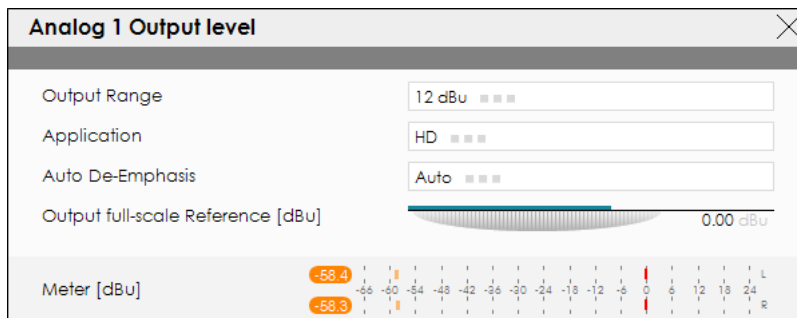 Analog 1 Output level
Output Range 12 dBu
Application HD
Auto De-Emphasis Auto
Output full-scale Reference [dBu] 0.00 dBu
-58.4 L
Meter [dBu] -66 -60 -54 -48 -42 -36 -30 -24 -18 -12 -6 0 6 12 18 24
-58.3 R